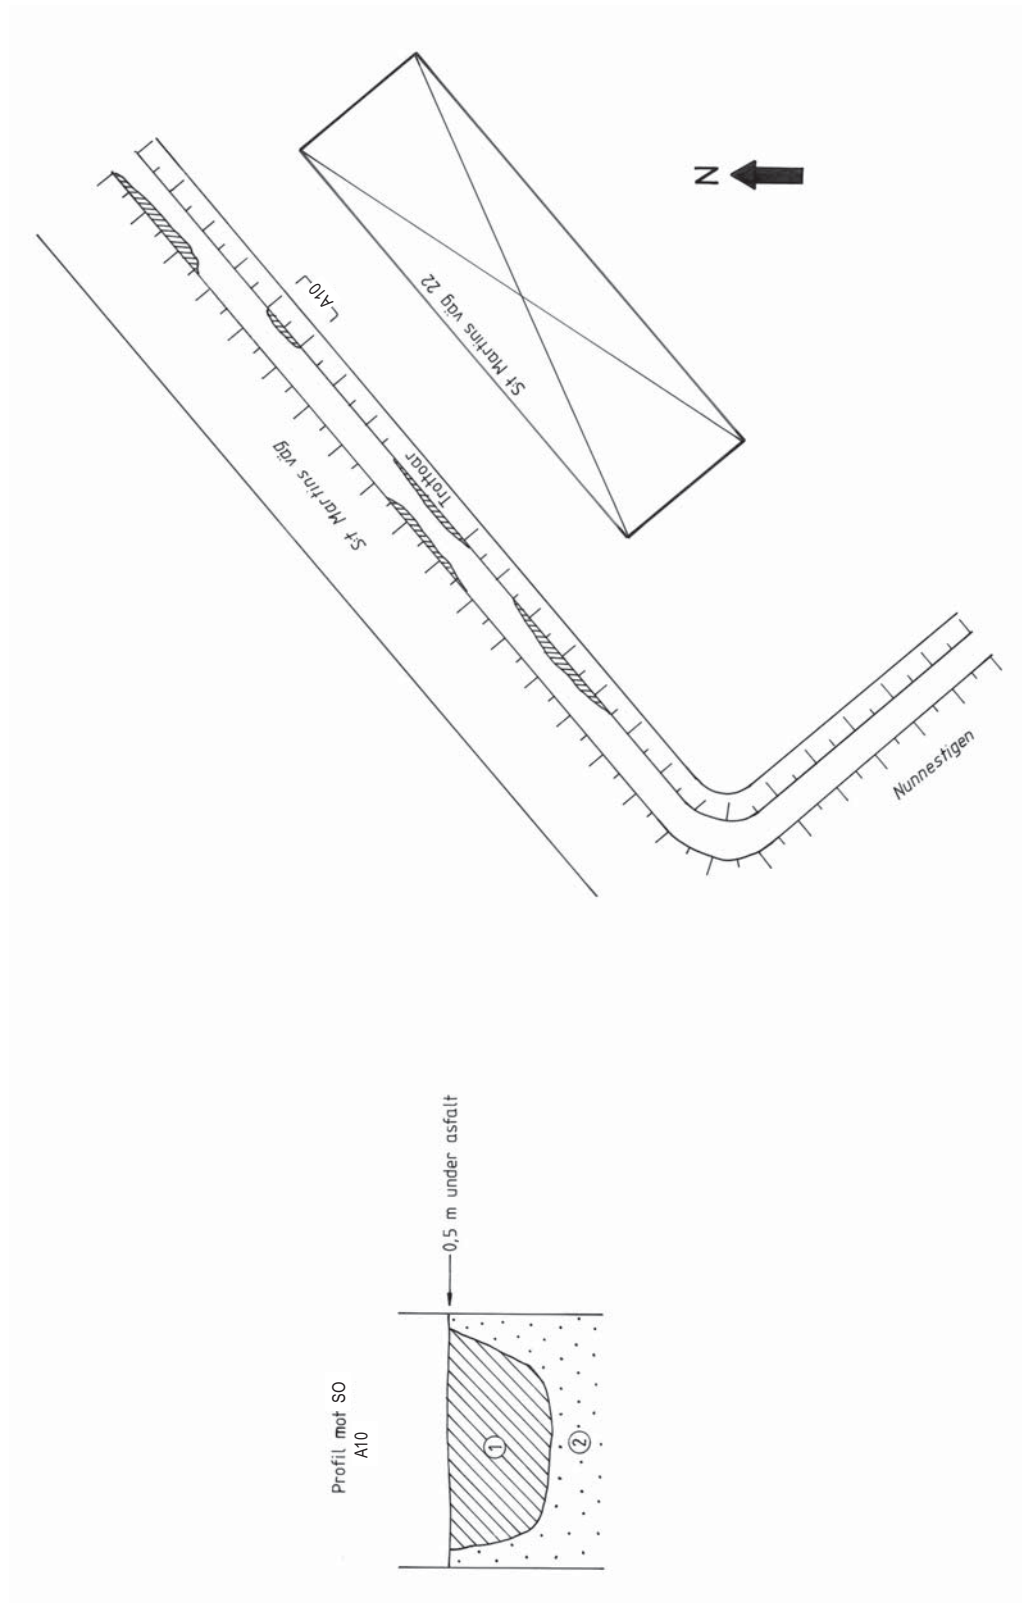 N
S:t Martins väg 22
A10
Trottoar
S:t Martins väg
Nunnestigen
0,5 m under asfalt
Profil mot SO
A10
1
2